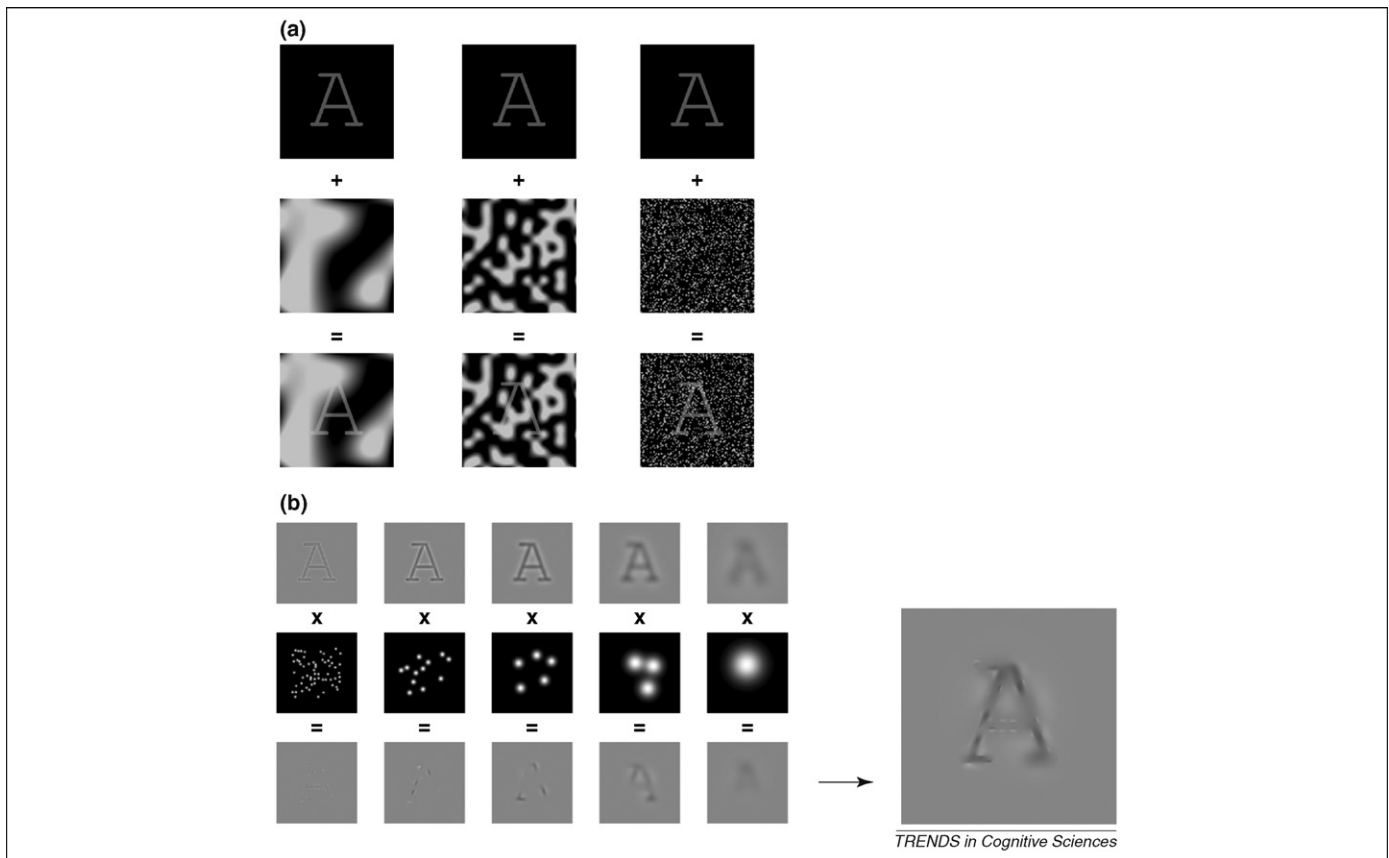 (a)
A A A
+ + +
= = =
A A A
(b)
A A A A A
x x x x x
= = = = =
A A A A A
A
TRENDS in Cognitive Sciences